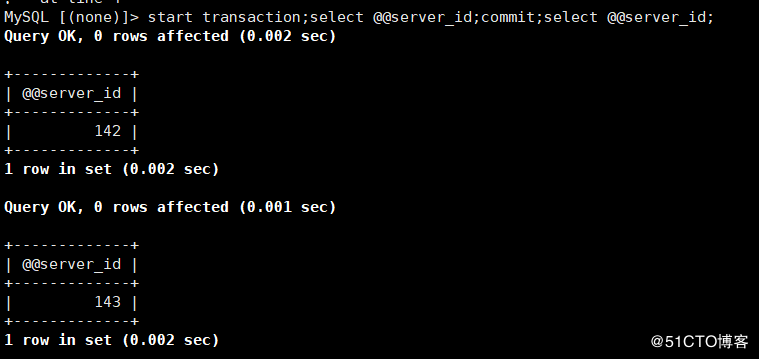 MySQL [(none)]> start transaction;select @@server_id;commit;select @@server_id;
Query OK, 0 rows affected (0.002 sec)
+-------------+
| @@server_id |
+-------------+
|         142 |
+-------------+
1 row in set (0.002 sec)
Query OK, 0 rows affected (0.001 sec)
+-------------+
| @@server_id |
+-------------+
|         143 |
+-------------+
1 row in set (0.002 sec)
@51CTO博客